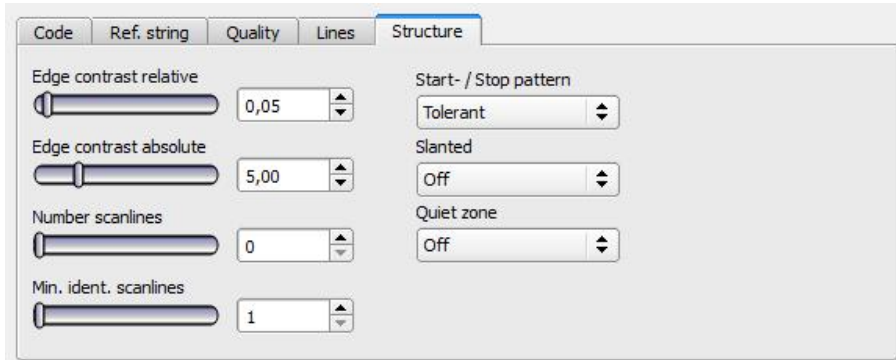 Code Ref. string Quality Lines Structure
Edge contrast relative
0,05
Edge contrast absolute
5,00
Number scanlines
0
Min. ident. scanlines
1
Start- / Stop pattern
Tolerant
Slanted
Off
Quiet zone
Off